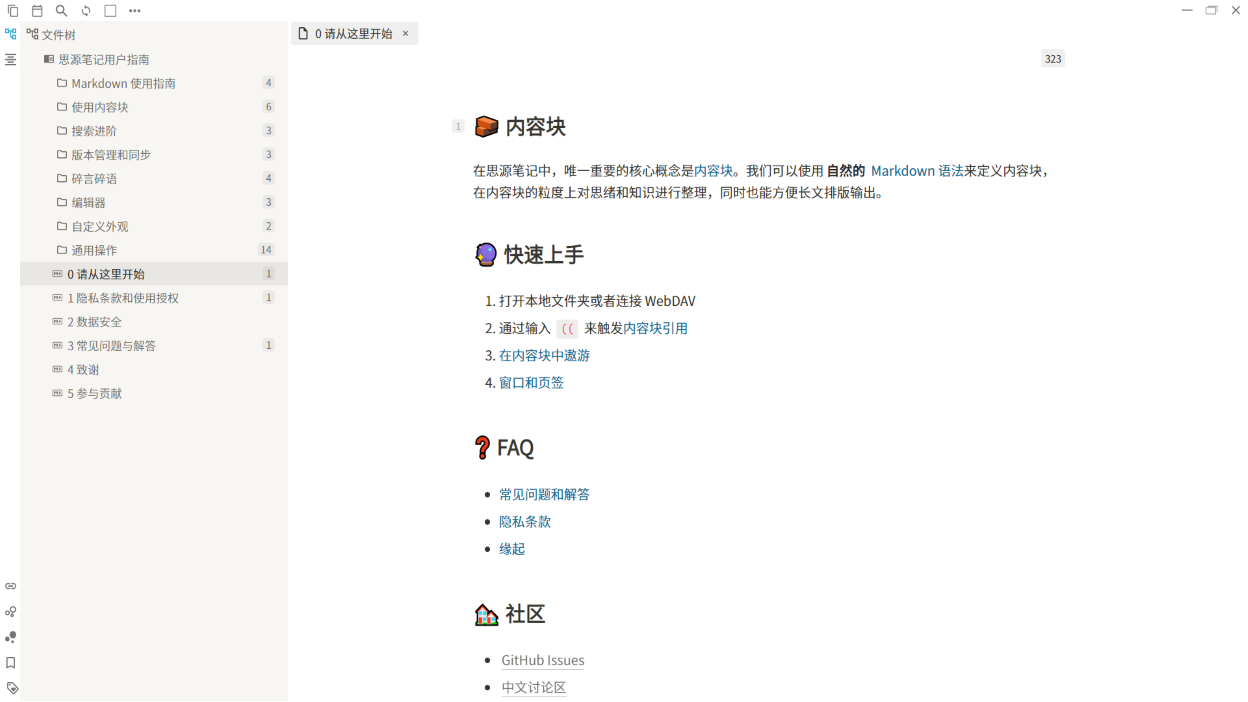 文件树
思源笔记用户指南
Markdown 使用指南 4
使用内容块 6
搜索进阶 3
版本管理和同步 3
碎言碎语 4
编辑器 3
自定义外观 2
通用操作 14
0 请从这里开始 1
1 隐私条款和使用授权 1
2 数据安全
3 常见问题与解答 1
4 致谢
5 参与贡献
0 请从这里开始 ×
323
1 内容块
在思源笔记中，唯一重要的核心概念是内容块。我们可以使用 自然的 Markdown 语法来定义内容块，
在内容块的粒度上对思绪和知识进行整理，同时也能方便长文排版输出。
快速上手
1. 打开本地文件夹或者连接 WebDAV
2. 通过输入 (( 来触发内容块引用
3. 在内容块中遨游
4. 窗口和页签
FAQ
• 常见问题和解答
• 隐私条款
• 缘起
社区
• GitHub Issues
• 中文讨论区